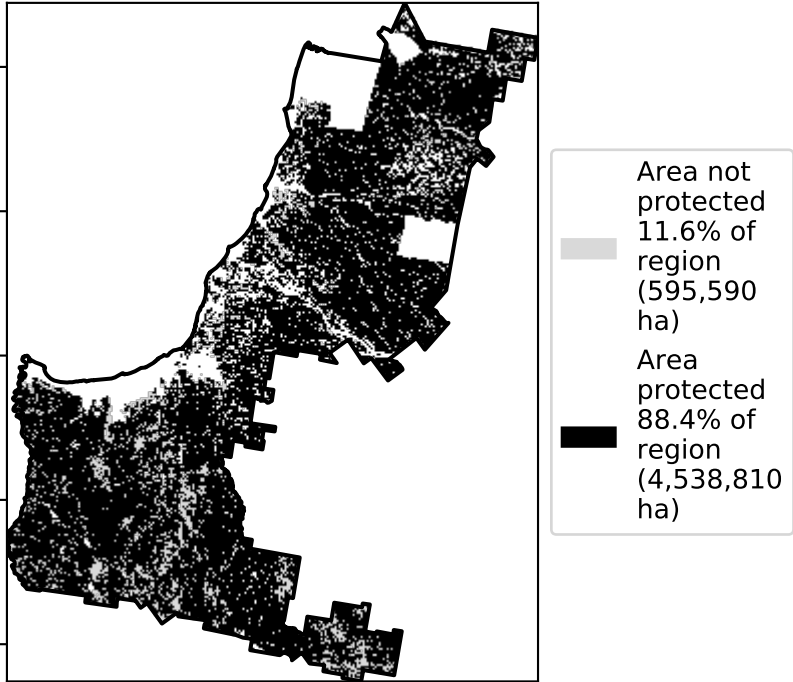 Area not
protected
11.6% of
region
(595,590
ha)
Area
protected
88.4% of
region
(4,538,810
ha)